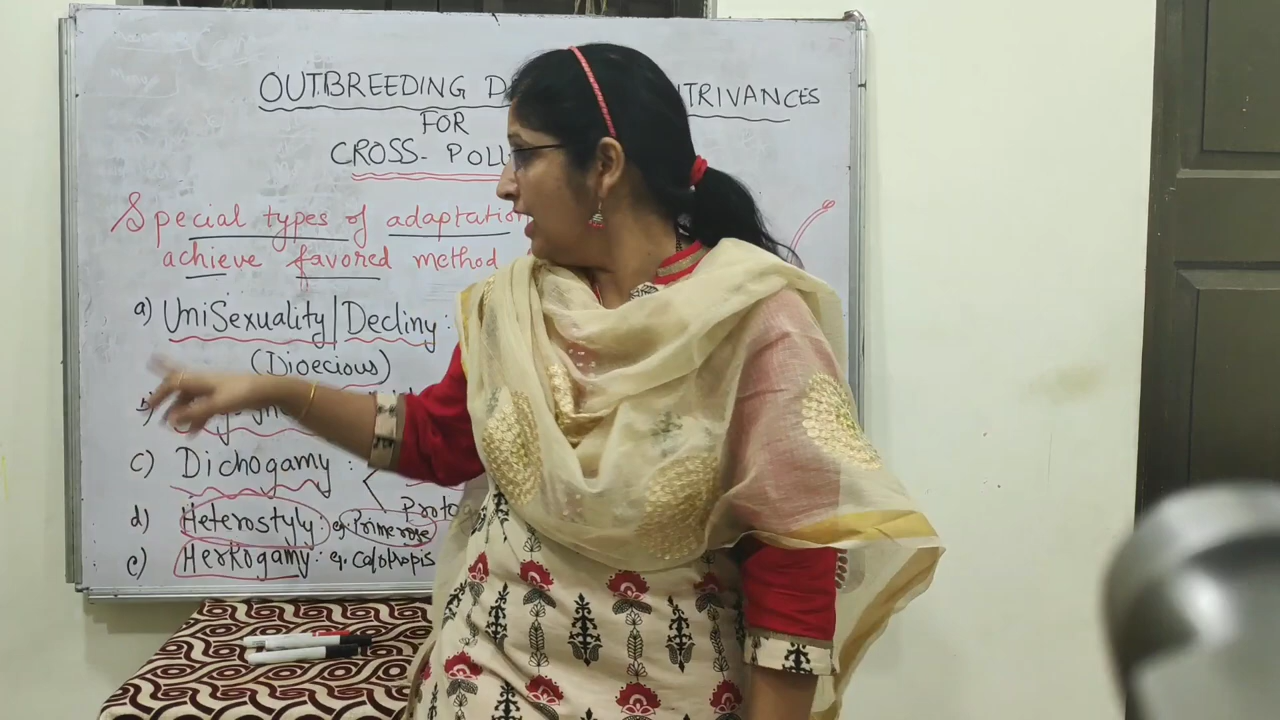 OUTBREEDING D TRIVANCES
FOR
CROSS- POLL
Special types of adaptation
achieve favored method
a) UniSexuality/Decliny:
(Dioecious)
b)
c) Dichogamy:
Proto
d) Heterostyly: eg Primerose
e) Herkogamy: eg. Calotropis